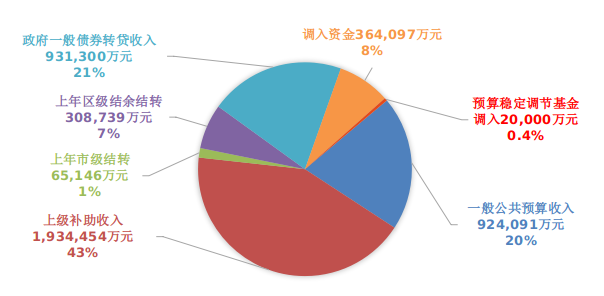 调入资金364,097万元
8%
政府一般债券转贷收入
931,300万元
21%
上年区级结余结转
308,739万元
7%
预算稳定调节基金
调入20,000万元
0.4%
上年市级结转
65,146万元
1%
上级补助收入
1,934,454万元
43%
一般公共预算收入
924,091万元
20%